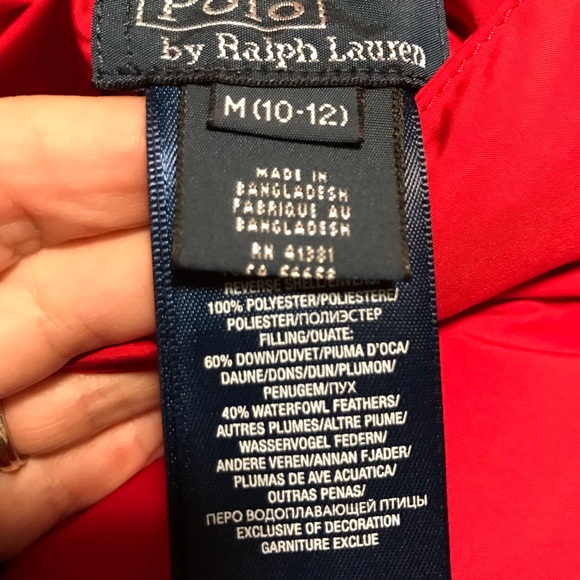 Polo
by Ralph Lauren
M (10-12)
MADE IN
BANGLADESH
FABRIQUE AU
BANGLADESH
RN 41381
CA 56658
REVERSE SHELL/ENVERS
100% POLYESTER/POLIESTERE/
POLIESTER/ПОЛИЭСТЕР
FILLING/OUATE:
60% DOWN/DUVET/PIUMA D'OCA/
DAUNE/DONS/DUN/PLUMON/
PENUGEM/ПУХ
40% WATERFOWL FEATHERS/
AUTRES PLUMES/ALTRE PIUME/
WASSERVOGEL FEDERN/
ANDERE VEREN/ANNAN FJADER/
PLUMAS DE AVE ACUATICA/
OUTRAS PENAS/
ПЕРО ВОДОПЛАВАЮЩЕЙ ПТИЦЫ
EXCLUSIVE OF DECORATION
GARNITURE EXCLUE